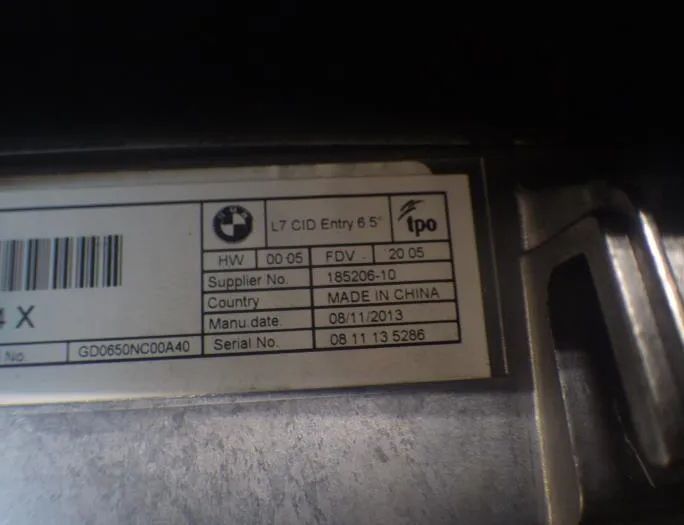 BMW
L7 CID Entry 6.5"
tpo
HW 00 05 FDV 20 05
Supplier No. 185206-10
Country MADE IN CHINA
4 X
Manu.date. 08/11/2013
No. GD0650NC00A40
Serial No. 08 11 13 5286